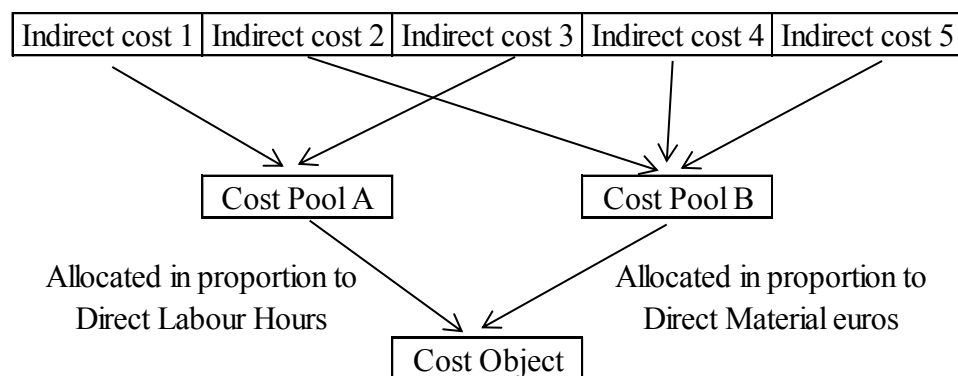 Indirect cost 1 Indirect cost 2 Indirect cost 3 Indirect cost 4 Indirect cost 5
Cost Pool A Cost Pool B
Allocated in proportion to Allocated in proportion to
Direct Labour Hours Direct Material euros
Cost Object